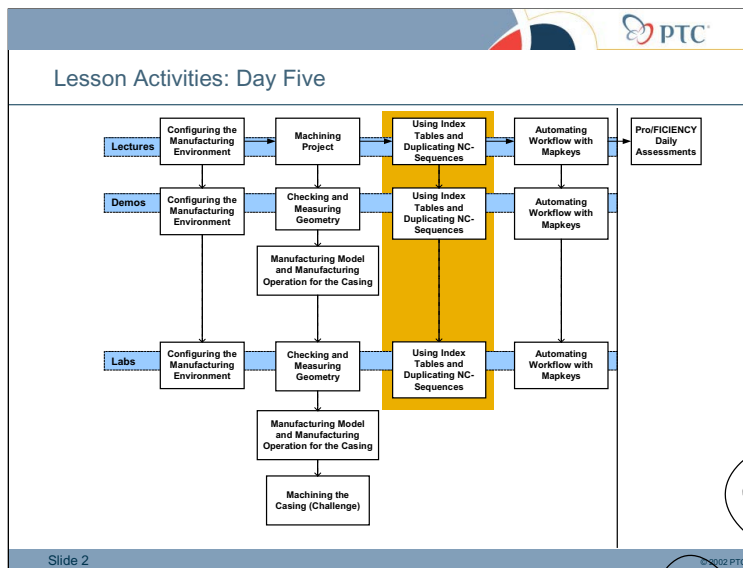 PTC
Lesson Activities: Day Five
Lectures
Configuring the
Manufacturing
Environment
Machining
Project
Using Index
Tables and
Duplicating NC-
Sequences
Automating
Workflow with
Mapkeys
Pro/FICIENCY
Daily
Assessments
Demos
Configuring the
Manufacturing
Environment
Checking and
Measuring
Geometry
Using Index
Tables and
Duplicating NC-
Sequences
Automating
Workflow with
Mapkeys
Manufacturing Model
and Manufacturing
Operation for the Casing
Labs
Configuring the
Manufacturing
Environment
Checking and
Measuring
Geometry
Using Index
Tables and
Duplicating NC-
Sequences
Automating
Workflow with
Mapkeys
Manufacturing Model
and Manufacturing
Operation for the Casing
Machining the
Casing (Challenge)
Slide 2
© 2002 PTC